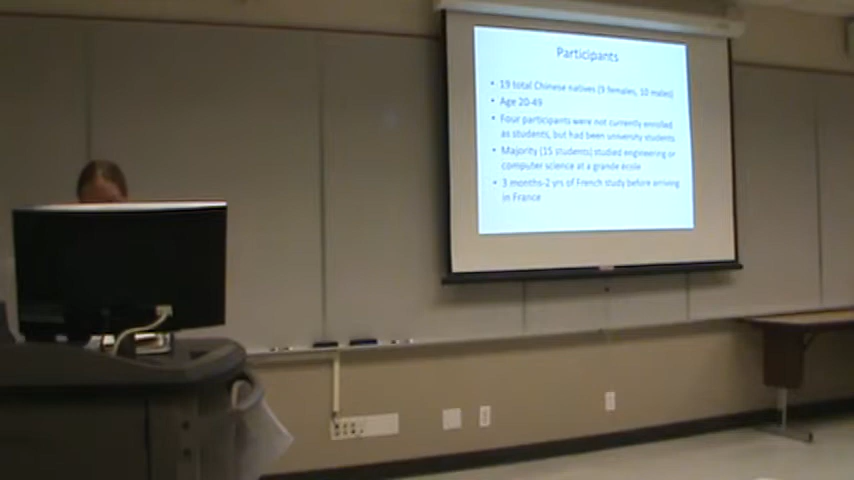 Participants
• 19 total Chinese natives (9 females, 10 males)
• Age 20-49
• Four participants were not currently enrolled
as students, but had been university students
• Majority (15 students) studied engineering or
computer science at a grande école
• 3 months-2 yrs of French study before arriving
in France